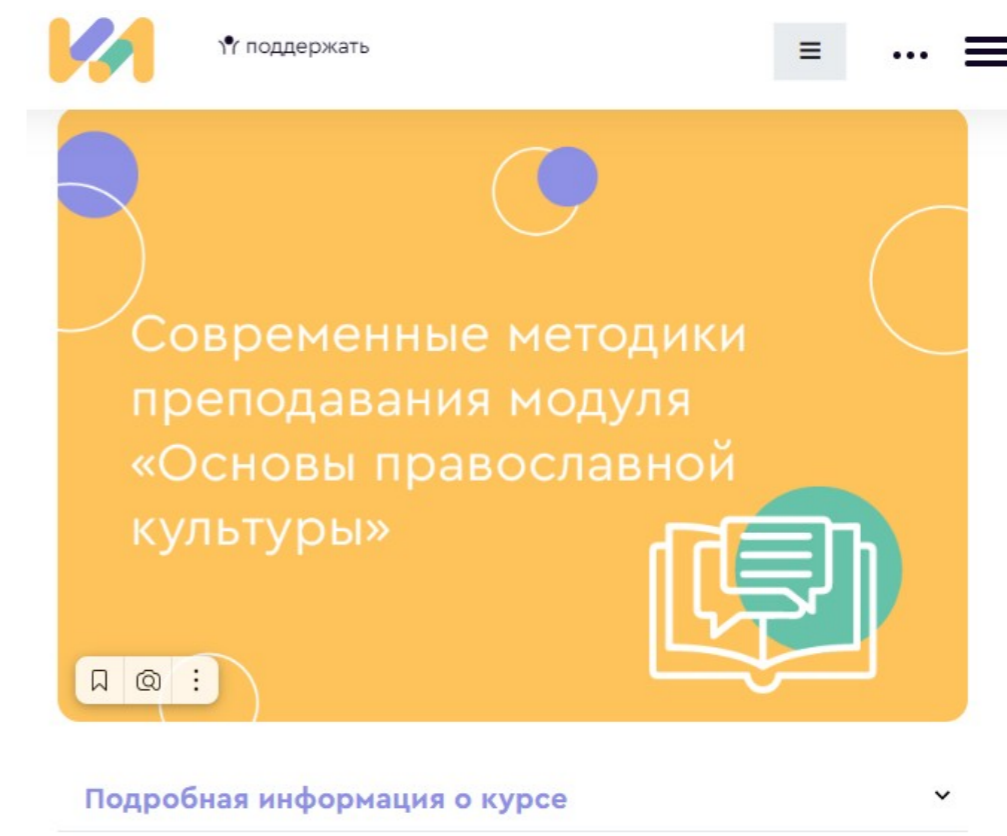 поддержать
Современные методики
преподавания модуля
«Основы православной
культуры»
Подробная информация о курсе